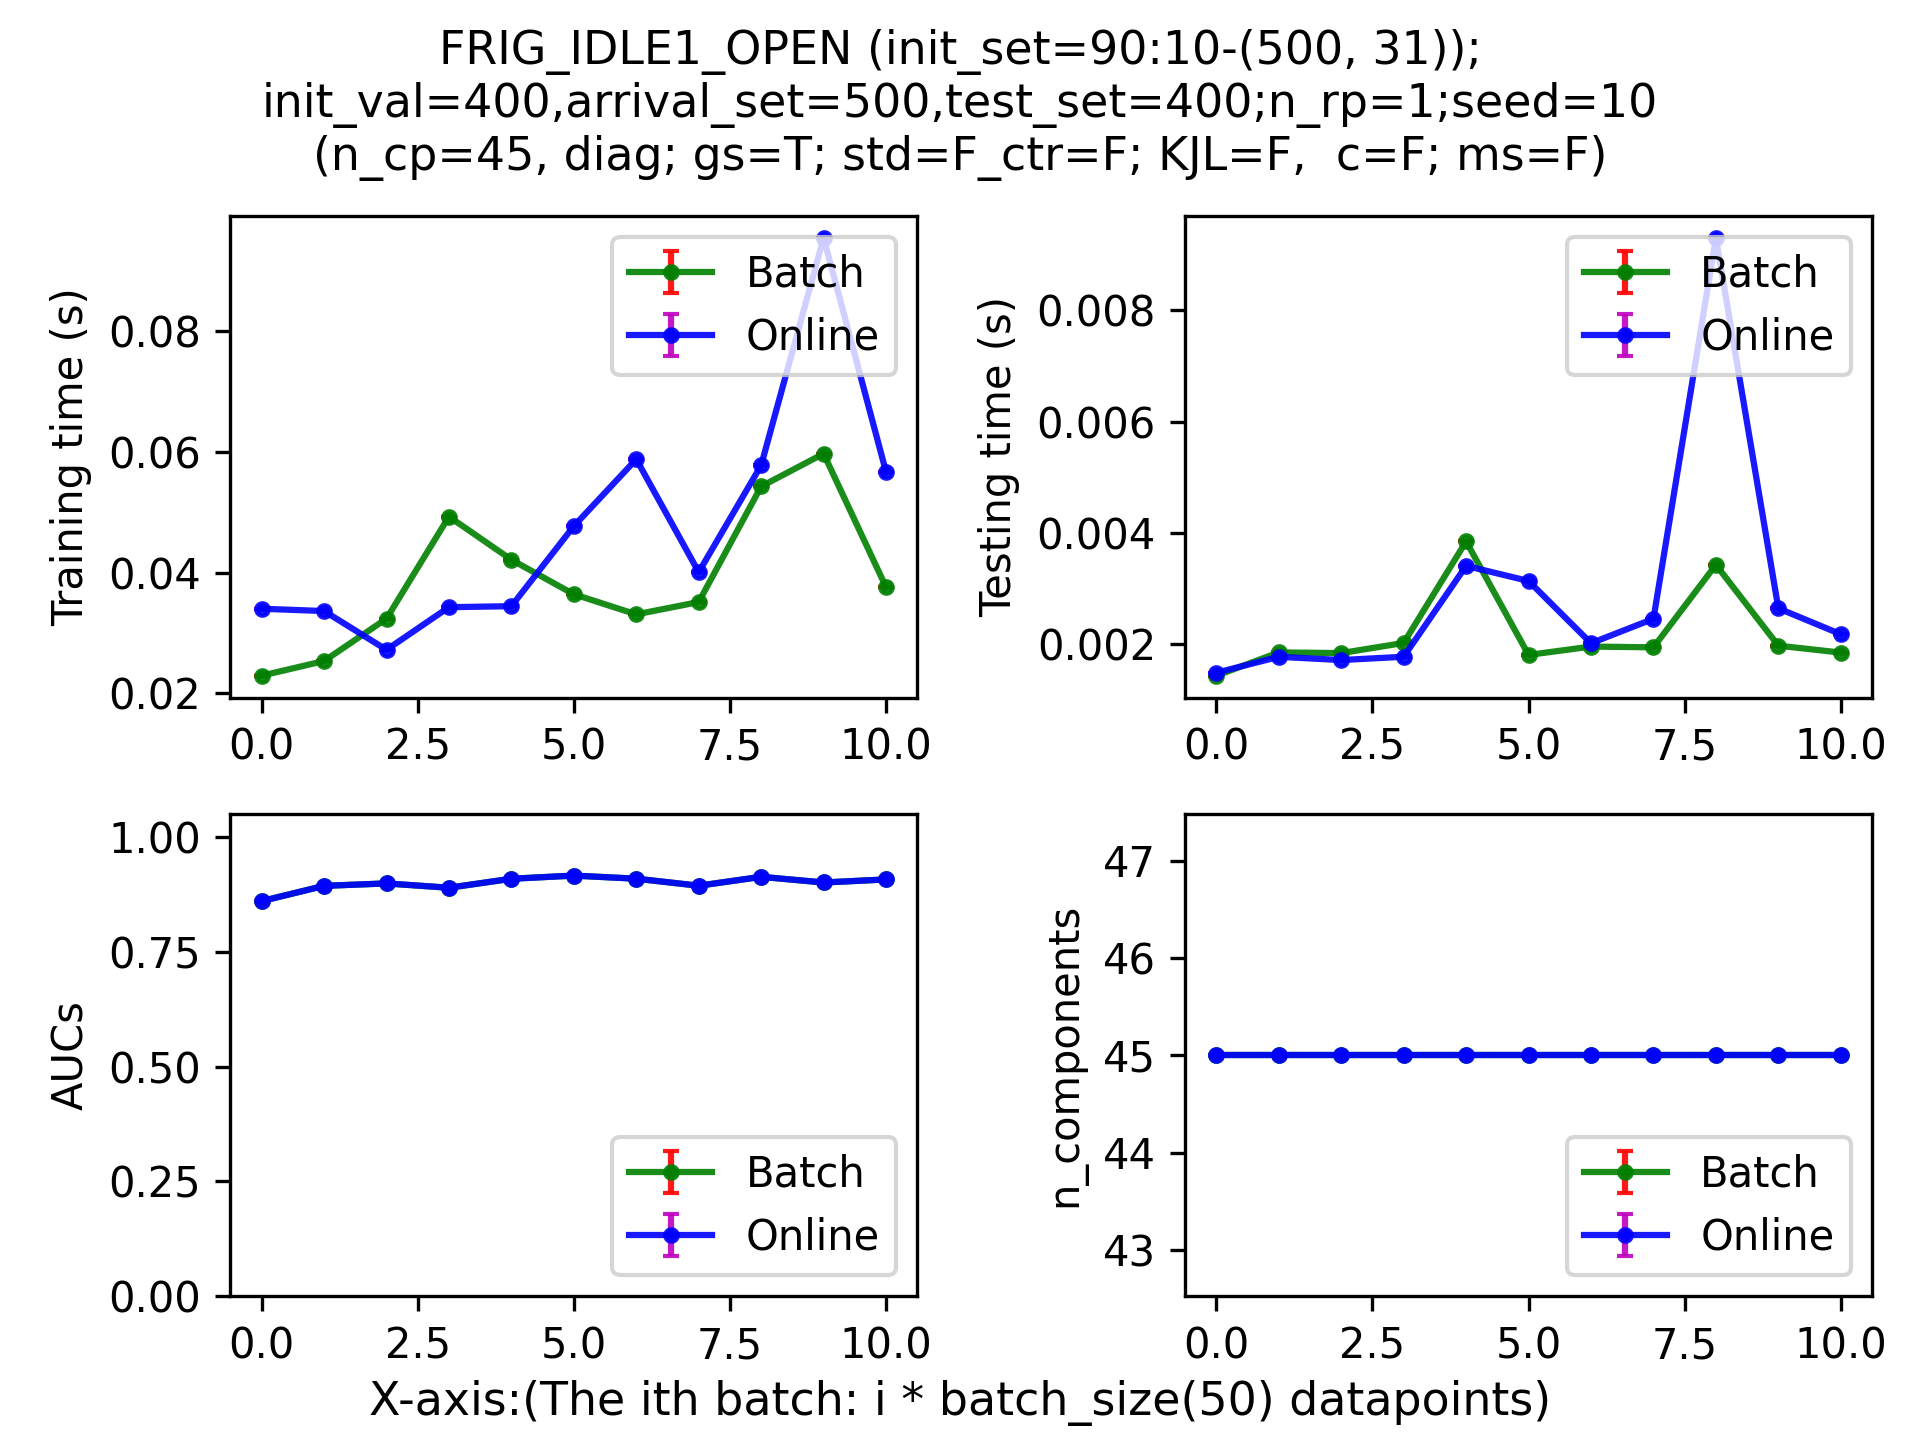 FRIG_IDLE1_OPEN (init_set=90:10-(500, 31));
init_val=400,arrival_set=500,test_set=400;n_rp=1;seed=10
(n_cp=45, diag; gs=T; std=F_ctr=F; KJL=F,  c=F; ms=F)
Training time (s)
0.08
0.06
0.04
0.02
0.0 2.5 5.0 7.5 10.0
Batch
Online
Testing time (s)
0.008
0.006
0.004
0.002
0.0 2.5 5.0 7.5 10.0
Batch
Online
AUCs
1.00
0.75
0.50
0.25
0.00
0.0 2.5 5.0 7.5 10.0
Batch
Online
n_components
47
46
45
44
43
0.0 2.5 5.0 7.5 10.0
Batch
Online
X-axis:(The ith batch: i * batch_size(50) datapoints)